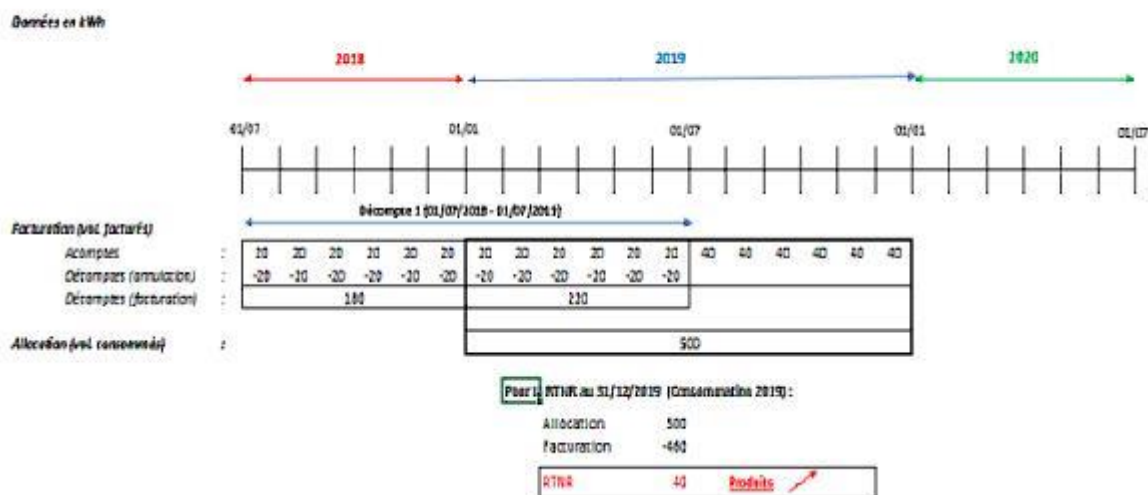 Données en kWh
2018 2019 2020
01/07 01/01 01/07 01/01 01/07
Décompte 1 (01/07/2018 - 01/07/2019)
Facturation (vol. facturés)
Acomptes : 20 20 20 20 20 20 20 20 20 20 20 20 40 40 40 40 40 40
Décomptes (annulation) : -20 -20 -20 -20 -20 -20 -20 -20 -20 -20 -20 -20
Décomptes (facturation) : 180 220
Allocation (vol. consommés) : 500
Pour L RTNR au 31/12/2019 (Consommation 2019) :
Allocation 500
Facturation -460
RTNR 40 Produits